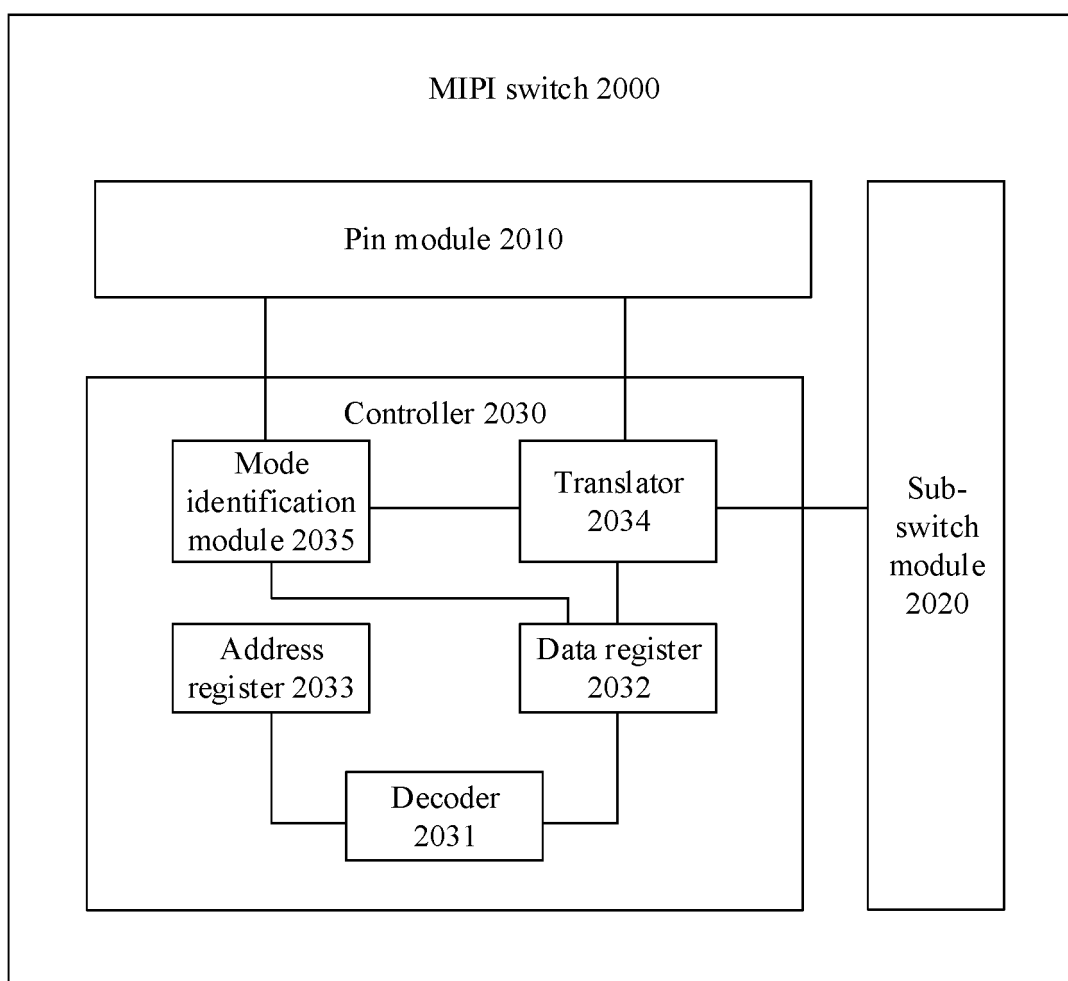 MIPI switch 2000
Pin module 2010
Controller 2030
Mode
identification
module 2035
Translator
2034
Sub-
switch
module
2020
Address
register 2033
Data register
2032
Decoder
2031